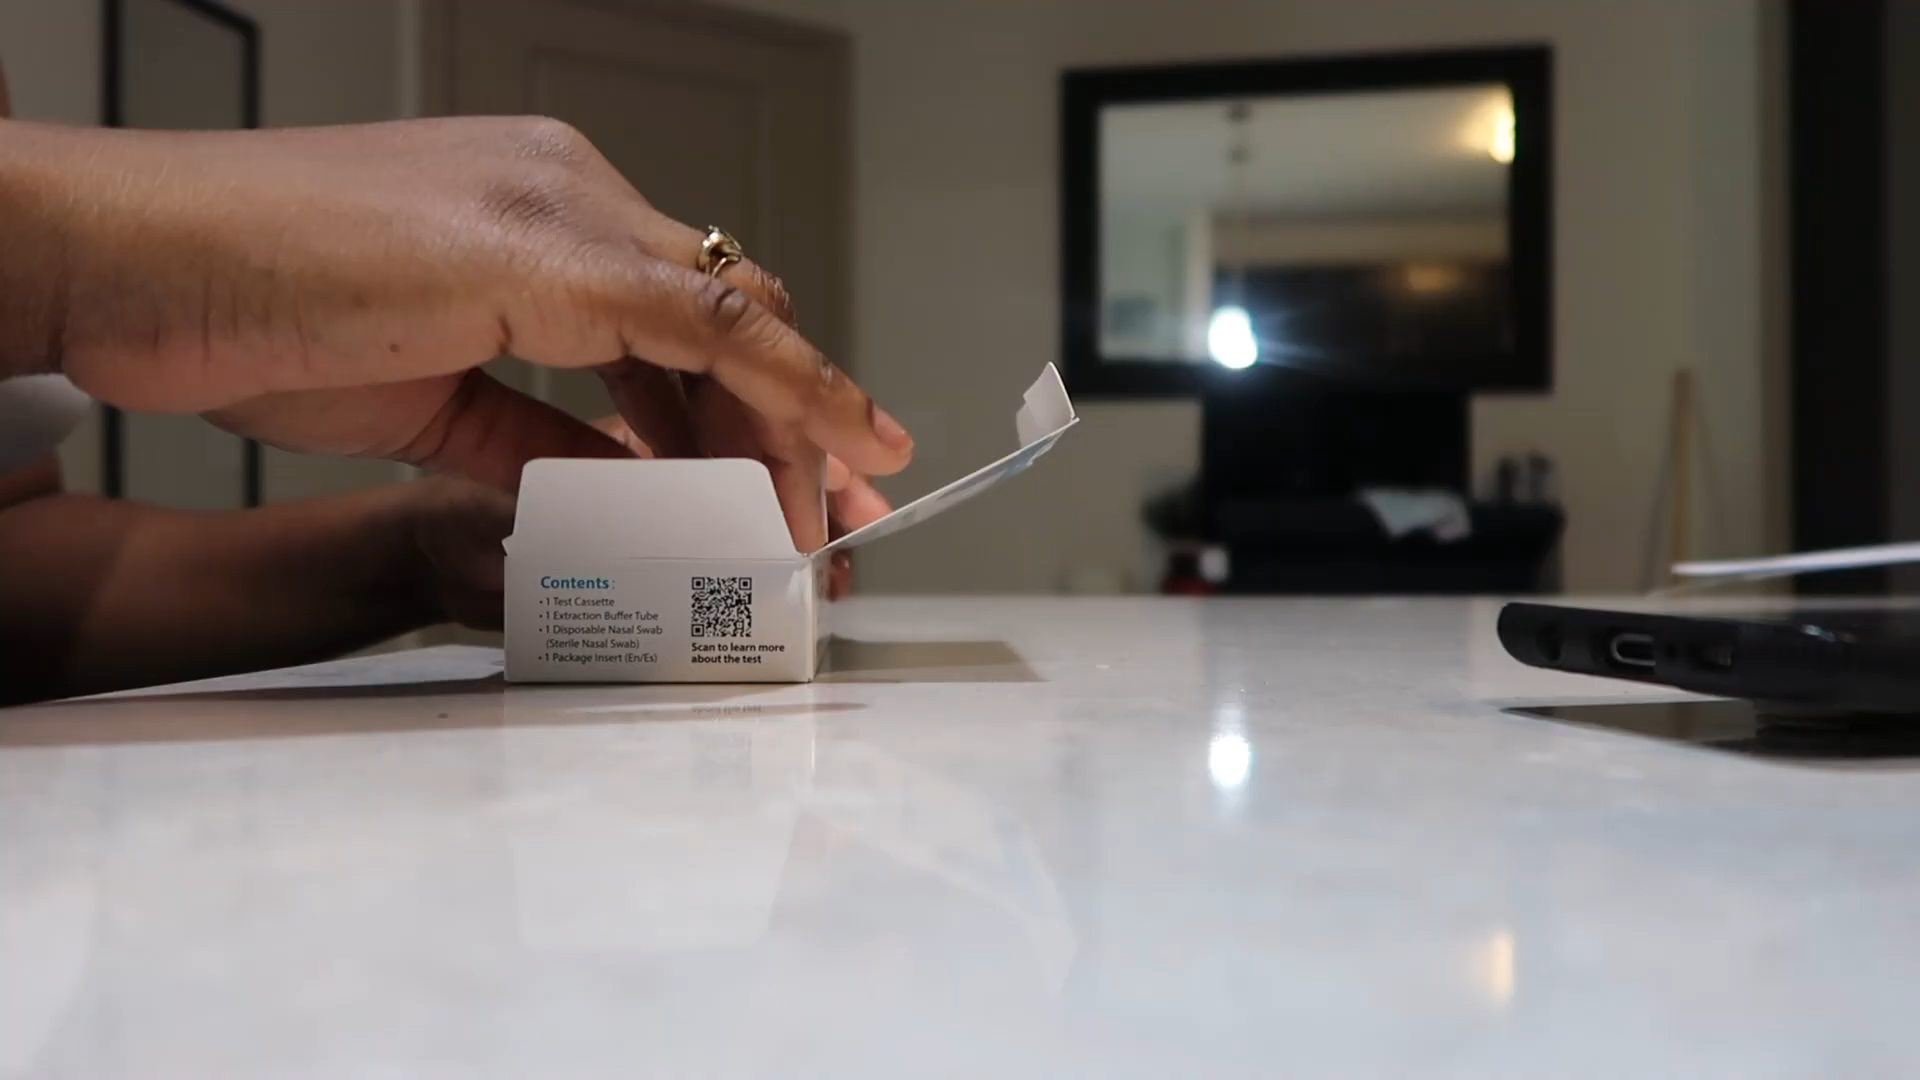 Contents:
• 1 Test Cassette
• 1 Extraction Buffer Tube
• 1 Disposable Nasal Swab
(Sterile Nasal Swab)
• 1 Package Insert (En/Es)
Scan to learn more
about the test